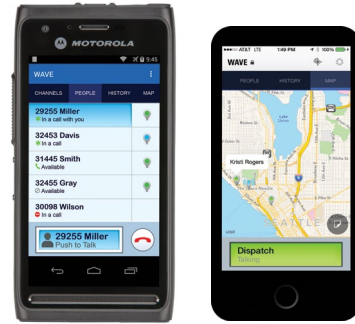 MOTOROLA
9:45
WAVE
CHANNELS PEOPLE HISTORY MAP
29255 Miller
In a call with you
32453 Davis
In a call
31445 Smith
Available
32455 Gray
Available
30098 Wilson
In a call
29255 Miller
Push to Talk
AT&T LTE 1:49 PM 100%
WAVE
PEOPLE HISTORY MAP
Lake
Union
Kristi Rogers
SEATTLE
Dispatch
Talking